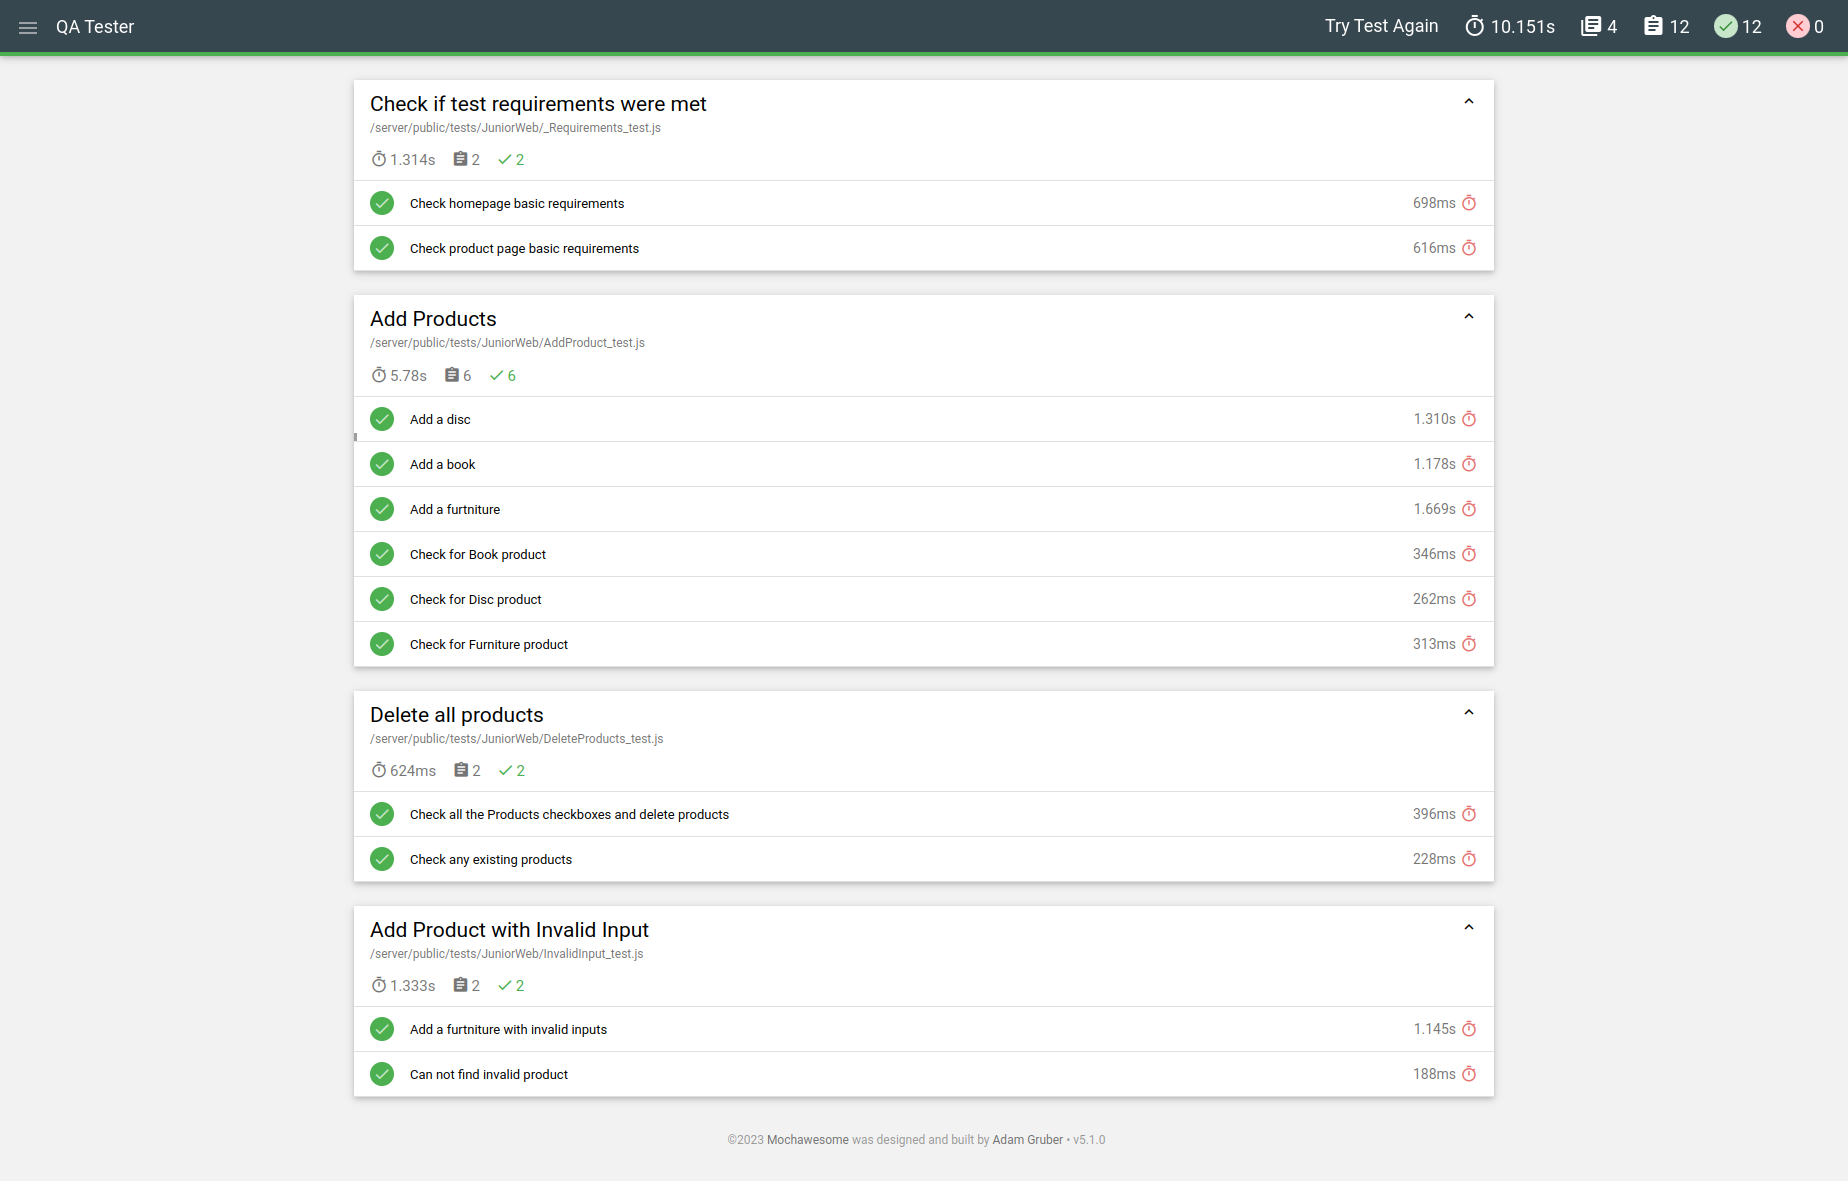 QA Tester
Try Test Again 10.151s 4 12 12 0
Check if test requirements were met
/server/public/tests/JuniorWeb/_Requirements_test.js
1.314s 2 2
Check homepage basic requirements 698ms
Check product page basic requirements 616ms
Add Products
/server/public/tests/JuniorWeb/AddProduct_test.js
5.78s 6 6
Add a disc 1.310s
Add a book 1.178s
Add a furtniture 1.669s
Check for Book product 346ms
Check for Disc product 262ms
Check for Furniture product 313ms
Delete all products
/server/public/tests/JuniorWeb/DeleteProducts_test.js
624ms 2 2
Check all the Products checkboxes and delete products 396ms
Check any existing products 228ms
Add Product with Invalid Input
/server/public/tests/JuniorWeb/InvalidInput_test.js
1.333s 2 2
Add a furtniture with invalid inputs 1.145s
Can not find invalid product 188ms
©2023 Mochawesome was designed and built by Adam Gruber • v5.1.0